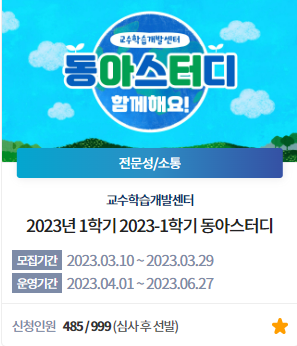 교수학습개발센터
동아스터디
함께해요!
전문성/소통
교수학습개발센터
2023년 1학기 2023-1학기 동아스터디
모집기간 2023.03.10 ~ 2023.03.29
운영기간 2023.04.01 ~ 2023.06.27
신청인원 485 / 999 (심사 후 선발)